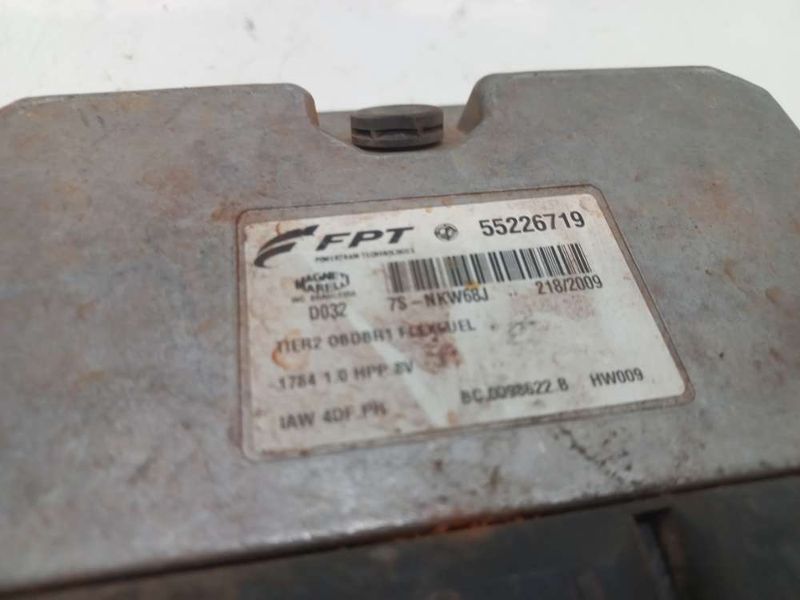 FPT 55226719
POWERTRAIN TECHNOLOGIES
MAGNETI
MARELLI
D032 7S-NKW68J 218/2009
TIER2 OBDBR1 FLEXFUEL
1784 1.0 HPP 8V
IAW 4DF.PR BC.0098622.B HW009